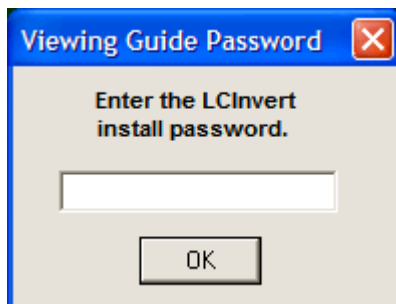 Viewing Guide Password
Enter the LCInvert
install password.
OK